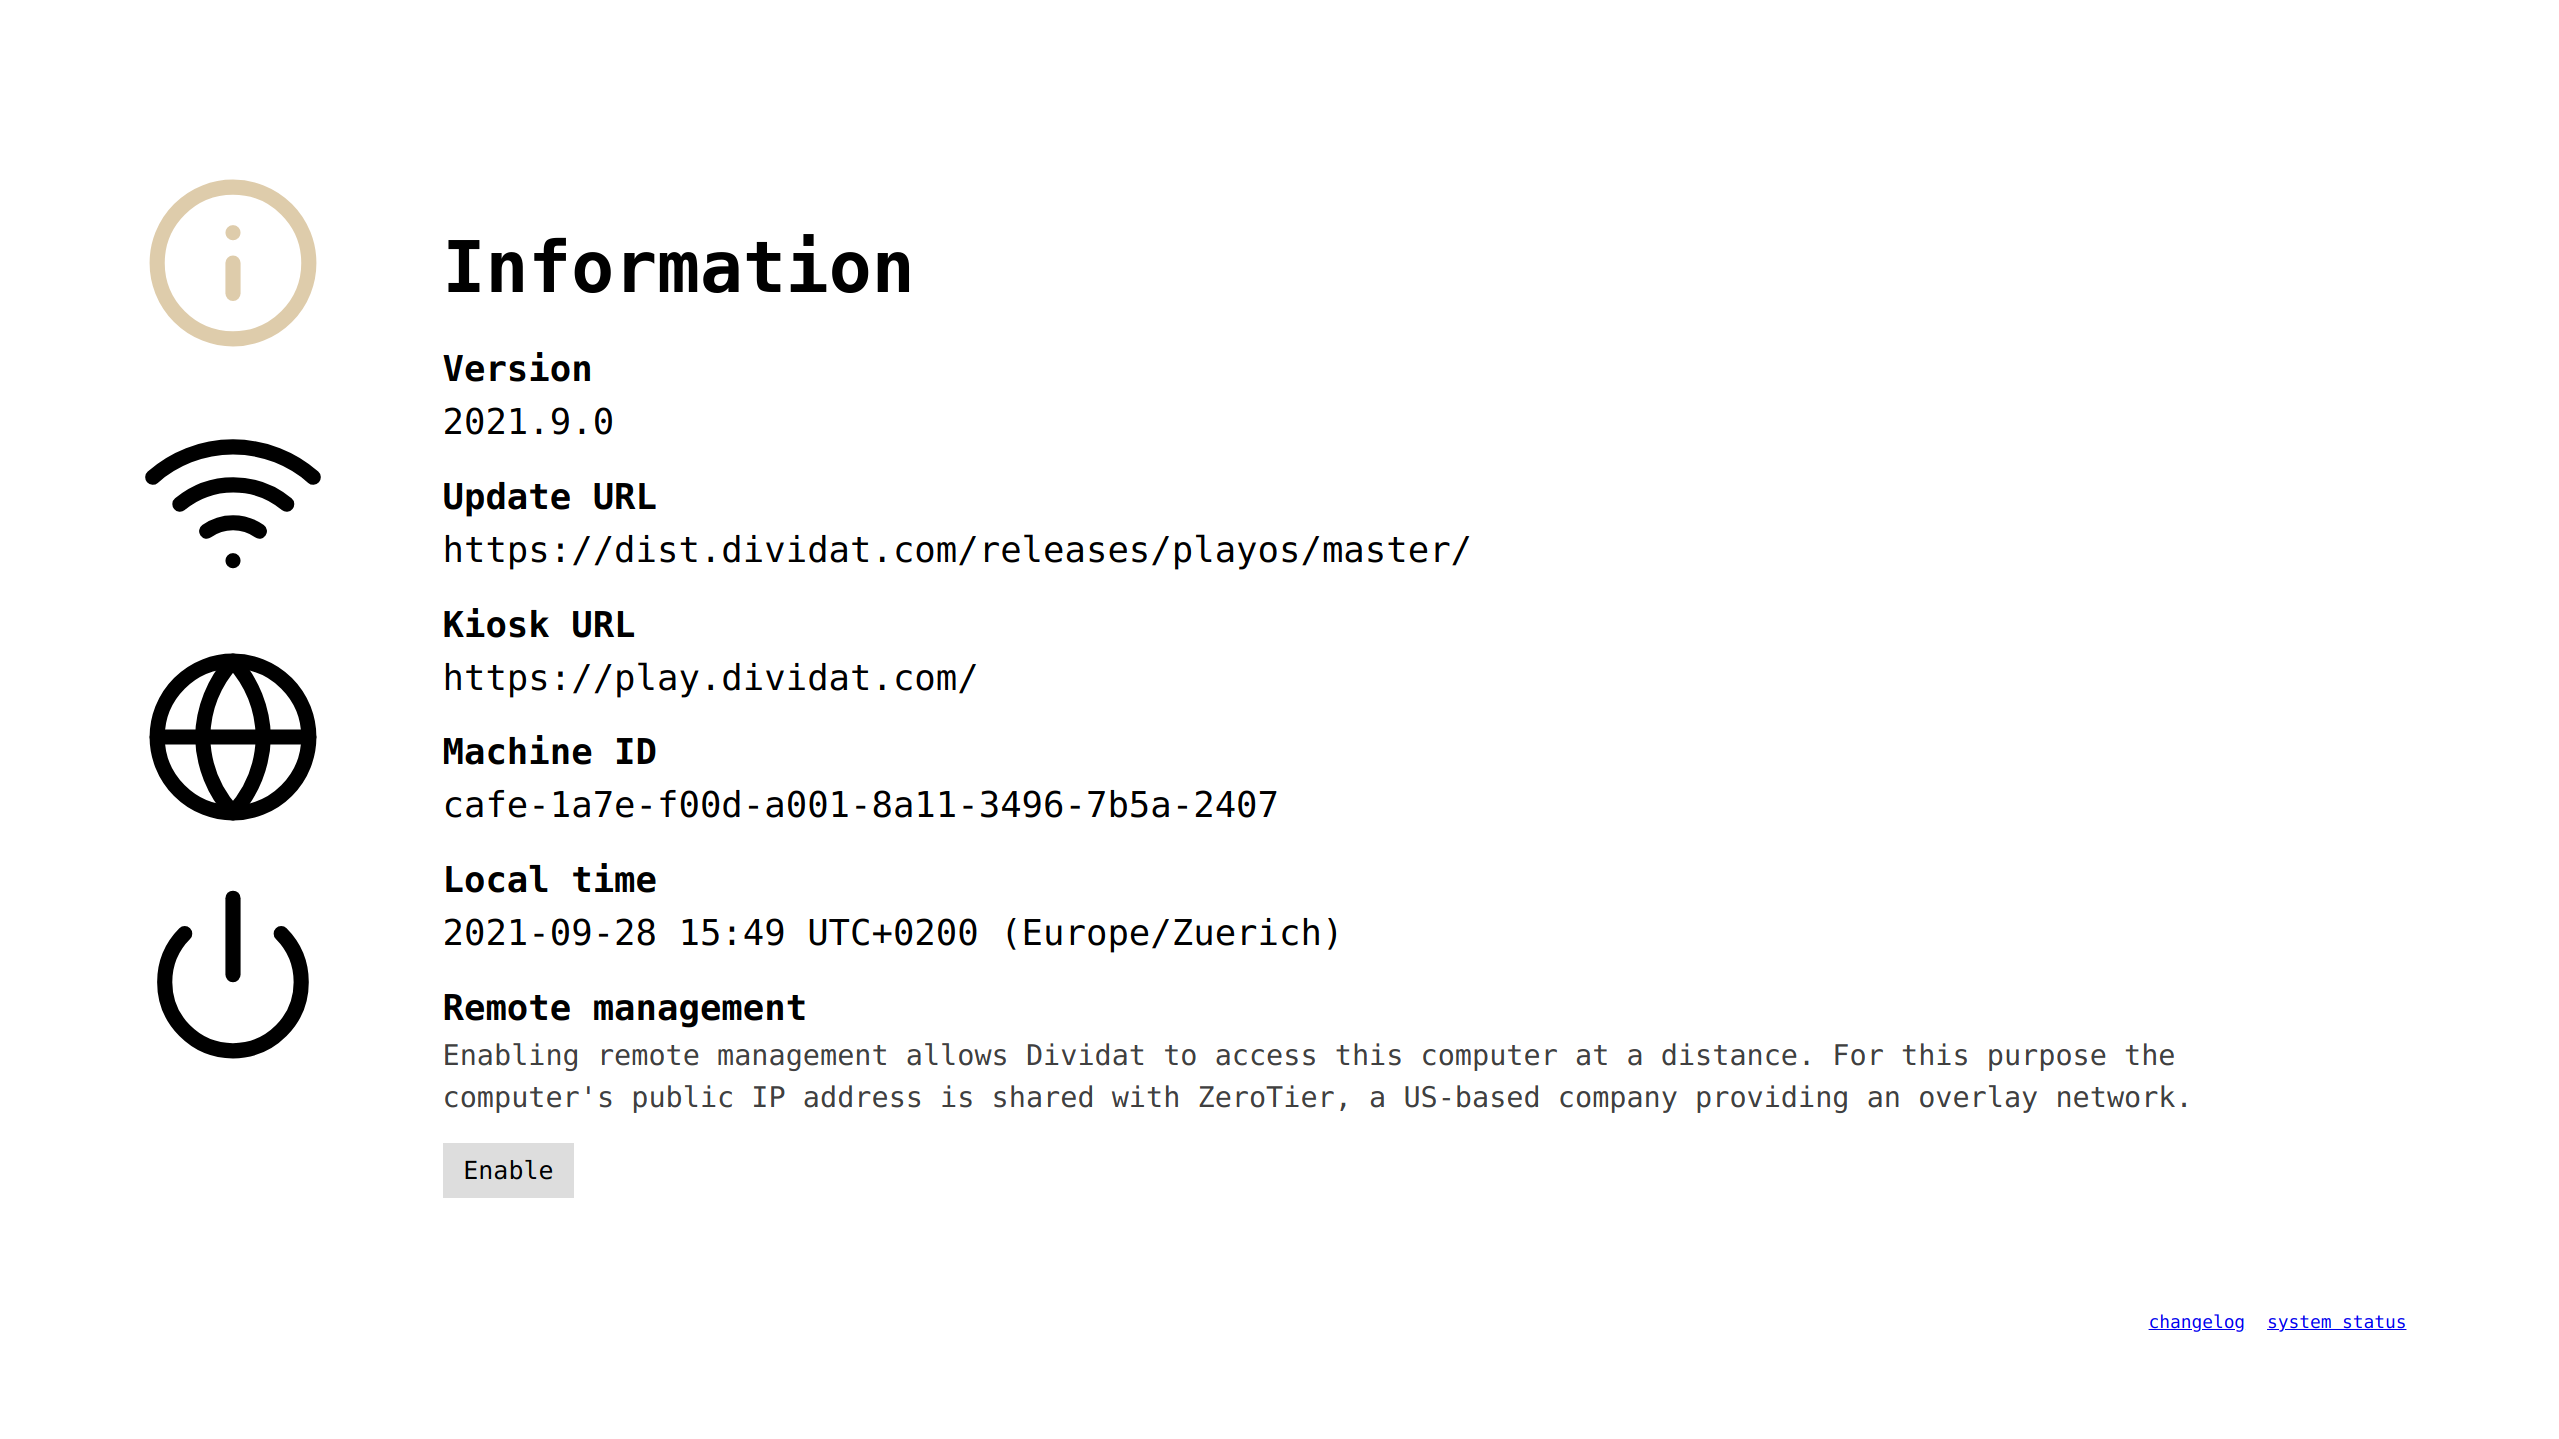 Information
Version
2021.9.0
Update URL
https://dist.dividat.com/releases/playos/master/
Kiosk URL
https://play.dividat.com/
Machine ID
cafe-1a7e-f00d-a001-8a11-3496-7b5a-2407
Local time
2021-09-28 15:49 UTC+0200 (Europe/Zuerich)
Remote management
Enabling remote management allows Dividat to access this computer at a distance. For this purpose the
computer's public IP address is shared with ZeroTier, a US-based company providing an overlay network.
Enable
changelog system status